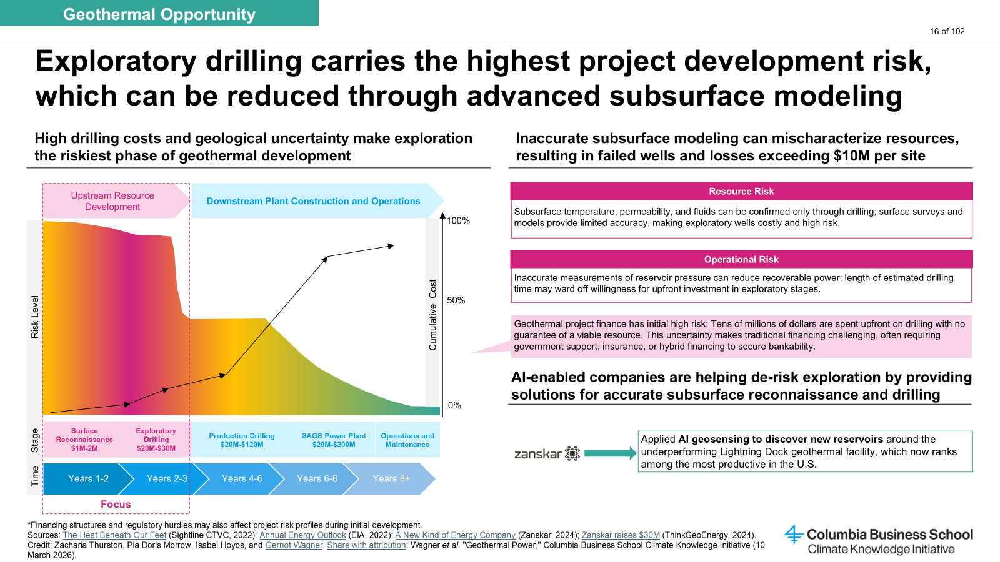 Geothermal Opportunity
16 of 102
Exploratory drilling carries the highest project development risk,
which can be reduced through advanced subsurface modeling
High drilling costs and geological uncertainty make exploration
the riskiest phase of geothermal development
Upstream Resource
Development
Downstream Plant Construction and Operations
Risk Level
Cumulative Cost
100%
50%
0%
Stage
Surface
Reconnaissance
$1M-2M
Exploratory
Drilling
$20M-$30M
Production Drilling
$20M-$120M
SAGS Power Plant
$20M-$200M
Operations and
Maintenance
Time
Years 1-2
Years 2-3
Years 4-6
Years 6-8
Years 8+
Focus
Inaccurate subsurface modeling can mischaracterize resources,
resulting in failed wells and losses exceeding $10M per site
Resource Risk
Subsurface temperature, permeability, and fluids can be confirmed only through drilling; surface surveys and
models provide limited accuracy, making exploratory wells costly and high risk.
Operational Risk
Inaccurate measurements of reservoir pressure can reduce recoverable power; length of estimated drilling
time may ward off willingness for upfront investment in exploratory stages.
Geothermal project finance has initial high risk: Tens of millions of dollars are spent upfront on drilling with no
guarantee of a viable resource. This uncertainty makes traditional financing challenging, often requiring
government support, insurance, or hybrid financing to secure bankability.
AI-enabled companies are helping de-risk exploration by providing
solutions for accurate subsurface reconnaissance and drilling
zanskar
Applied AI geosensing to discover new reservoirs around the
underperforming Lightning Dock geothermal facility, which now ranks
among the most productive in the U.S.
*Financing structures and regulatory hurdles may also affect project risk profiles during initial development.
Sources: The Heat Beneath Our Feet (Sightline CTVC, 2022); Annual Energy Outlook (EIA, 2022); A New Kind of Energy Company (Zanskar, 2024); Zanskar raises $30M (ThinkGeoEnergy, 2024).
Credit: Zacharia Thurston, Pia Doris Morrow, Isabel Hoyos, and Gernot Wagner. Share with attribution: Wagner et al. "Geothermal Power," Columbia Business School Climate Knowledge Initiative (10
March 2026).
Columbia Business School
Climate Knowledge Initiative